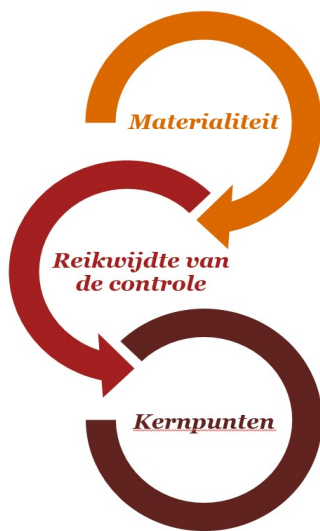 Materialiteit
Reikwijdte van
de controle
Kernpunten